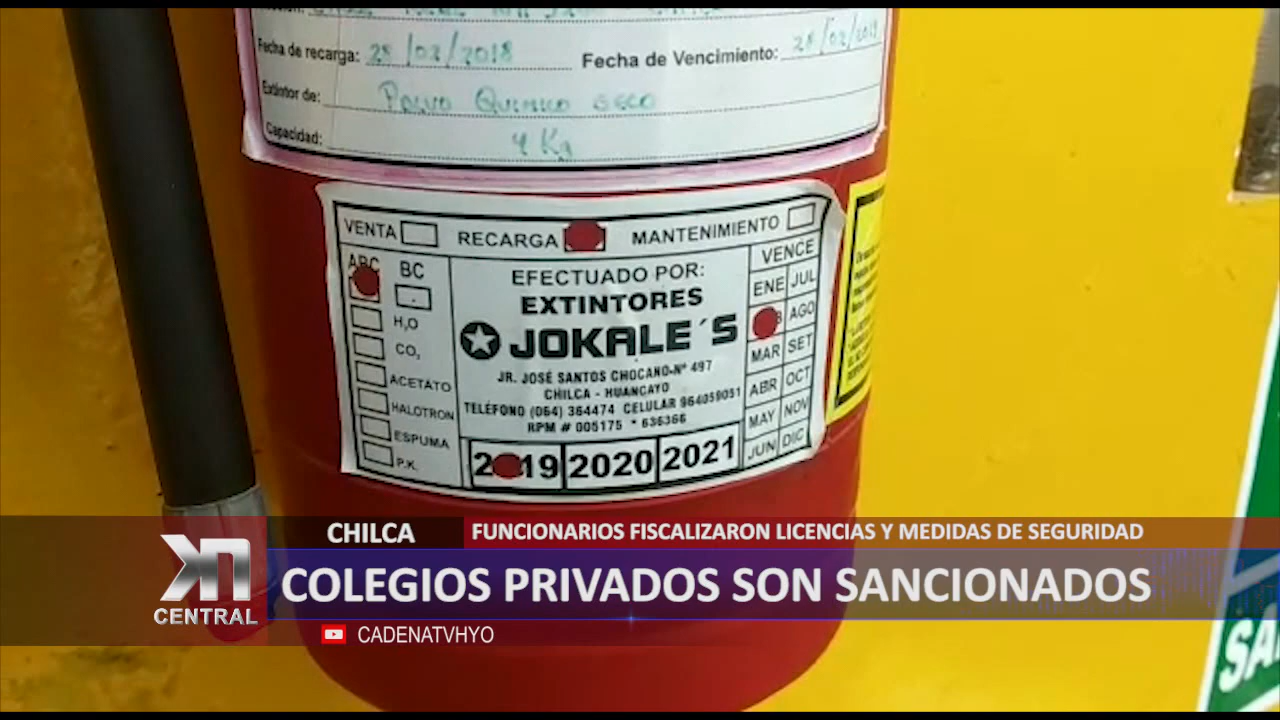 Fecha de recarga: 28/02/2018 Fecha de Vencimiento: 28/02/2019
Extintor de: Polvo Quimico Seco
Capacidad: 4 Kg
VENTA RECARGA MANTENIMIENTO
ABC BC
H₂O
CO₂
ACETATO
HALOTRON
ESPUMA
P.K.
EFECTUADO POR:
EXTINTORES
JOKALE´S
JR. JOSÉ SANTOS CHOCANO-Nº 497
CHILCA - HUANCAYO
TELÉFONO (064) 364474 CELULAR 964059051
RPM # 005175 * 636366
2019 2020 2021
VENCE
ENE JUL
AGO
MAR SET
ABR OCT
MAY NOV
JUN DIC
CHILCA FUNCIONARIOS FISCALIZARON LICENCIAS Y MEDIDAS DE SEGURIDAD
COLEGIOS PRIVADOS SON SANCIONADOS
CENTRAL
CADENATVHYO